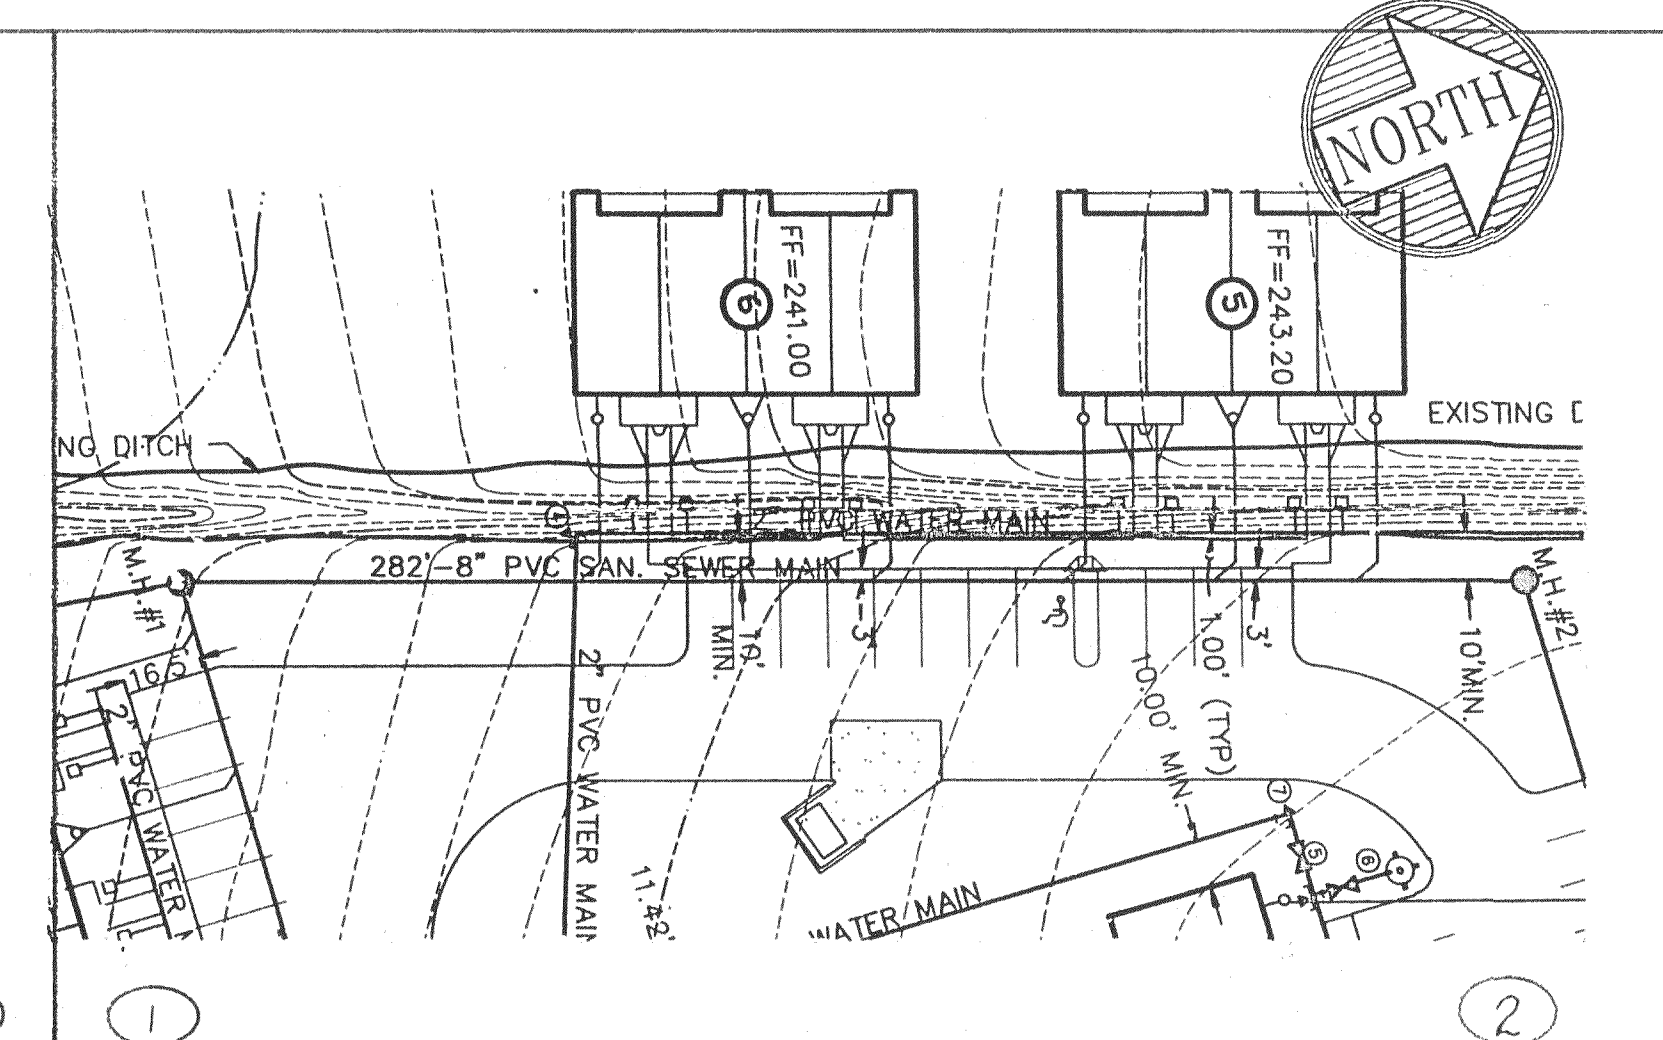 NORTH
FF=241.00
6
FF=243.20
5
EXISTING D
NG DITCH
4
PVC WATER MAIN
282'-8" PVC SAN. SEWER MAIN
M.H.#1
M.H.#2
10'
MIN.
3'
1.00' (TYP)
3'
10.00' MIN.
10'MIN.
16.5'
2" PVC WATER
2" PVC WATER MAIN
11.42'
WATER MAIN
7
5
6
1
2